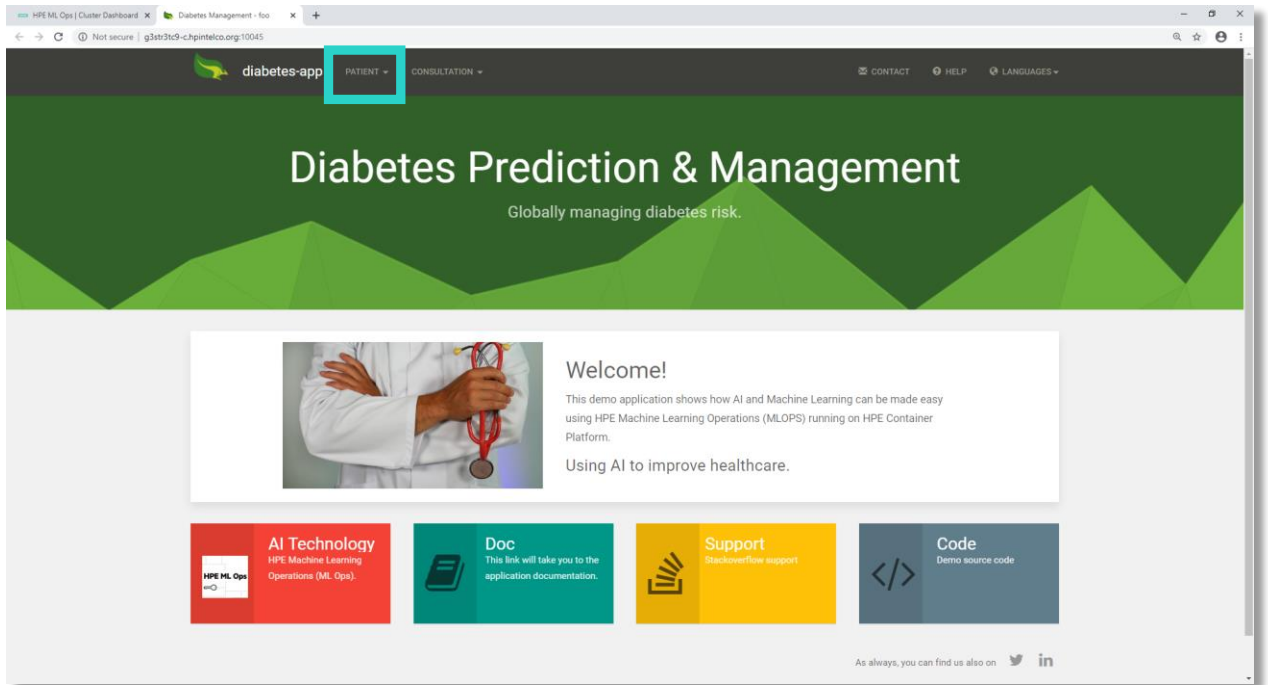 HPE ML Ops | Cluster Dashboard
Diabetes Management - foo
Not secure | g3str3tc9-c.hpintelco.org:10045
diabetes-app
PATIENT
CONSULTATION
CONTACT
HELP
LANGUAGES
Diabetes Prediction & Management
Globally managing diabetes risk.
Welcome!
This demo application shows how AI and Machine Learning can be made easy
using HPE Machine Learning Operations (MLOPS) running on HPE Container
Platform.
Using AI to improve healthcare.
HPE ML Ops
AI Technology
HPE Machine Learning
Operations (ML Ops).
Doc
This link will take you to the
application documentation.
Support
Stackoverflow support
</>
Code
Demo source code
As always, you can find us also on
in